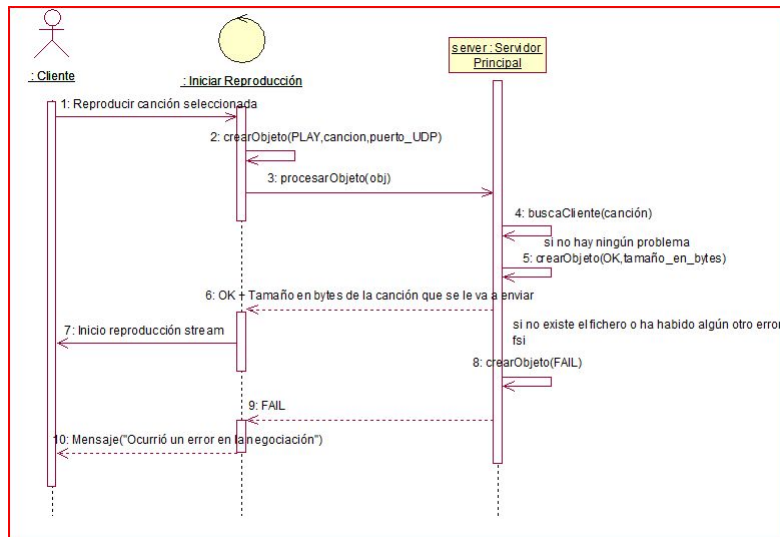 server : Servidor
Principal
: Cliente
: Iniciar Reproducción
1: Reproducir canción seleccionada
2: crearObjeto(PLAY,cancion,puerto_UDP)
3: procesarObjeto(obj)
4: buscaCliente(canción)
si no hay ningún problema
5: crearObjeto(OK,tamaño_en_bytes)
6: OK + Tamaño en bytes de la canción que se le va a enviar
7: Inicio reproducción stream
si no existe el fichero o ha habido algún otro error
fsi
8: crearObjeto(FAIL)
9: FAIL
10: Mensaje("Ocurrió un error en la negociación")